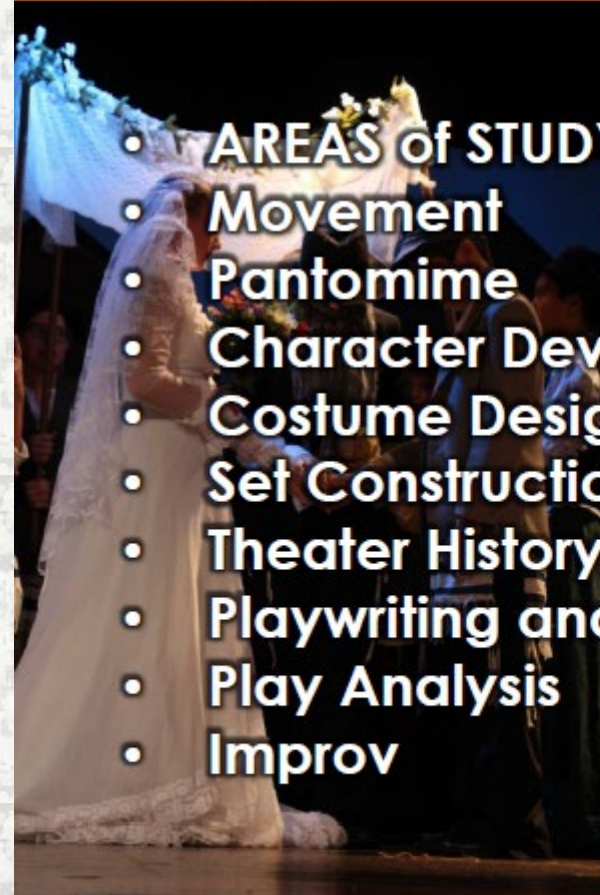 • AREAS of STUDY
• Movement
• Pantomime
• Character Dev
• Costume Desig
• Set Constructio
• Theater History
• Playwriting and
• Play Analysis
• Improv